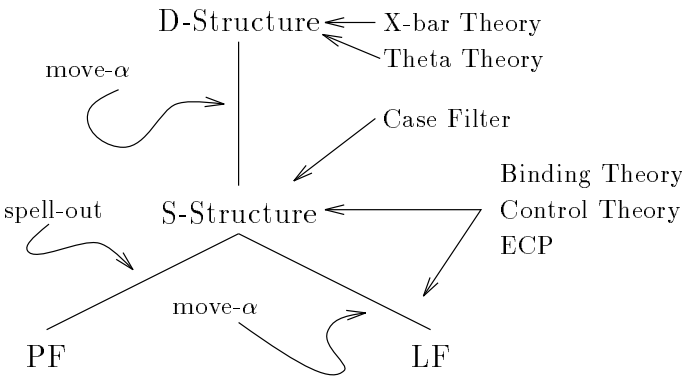 D-Structure
X-bar Theory
Theta Theory
move-α
Case Filter
Binding Theory
spell-out
S-Structure
Control Theory
ECP
move-α
PF
LF